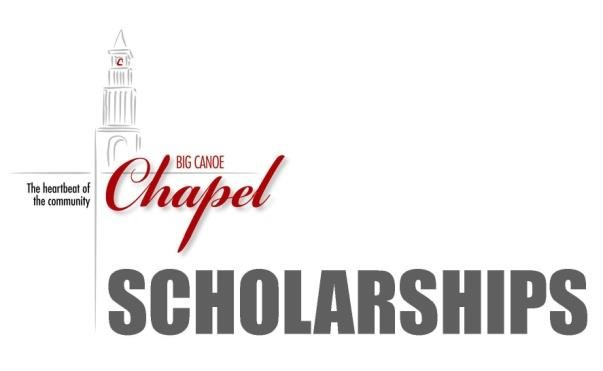 BIG CANOE
Chapel
The heartbeat of
the community
SCHOLARSHIPS